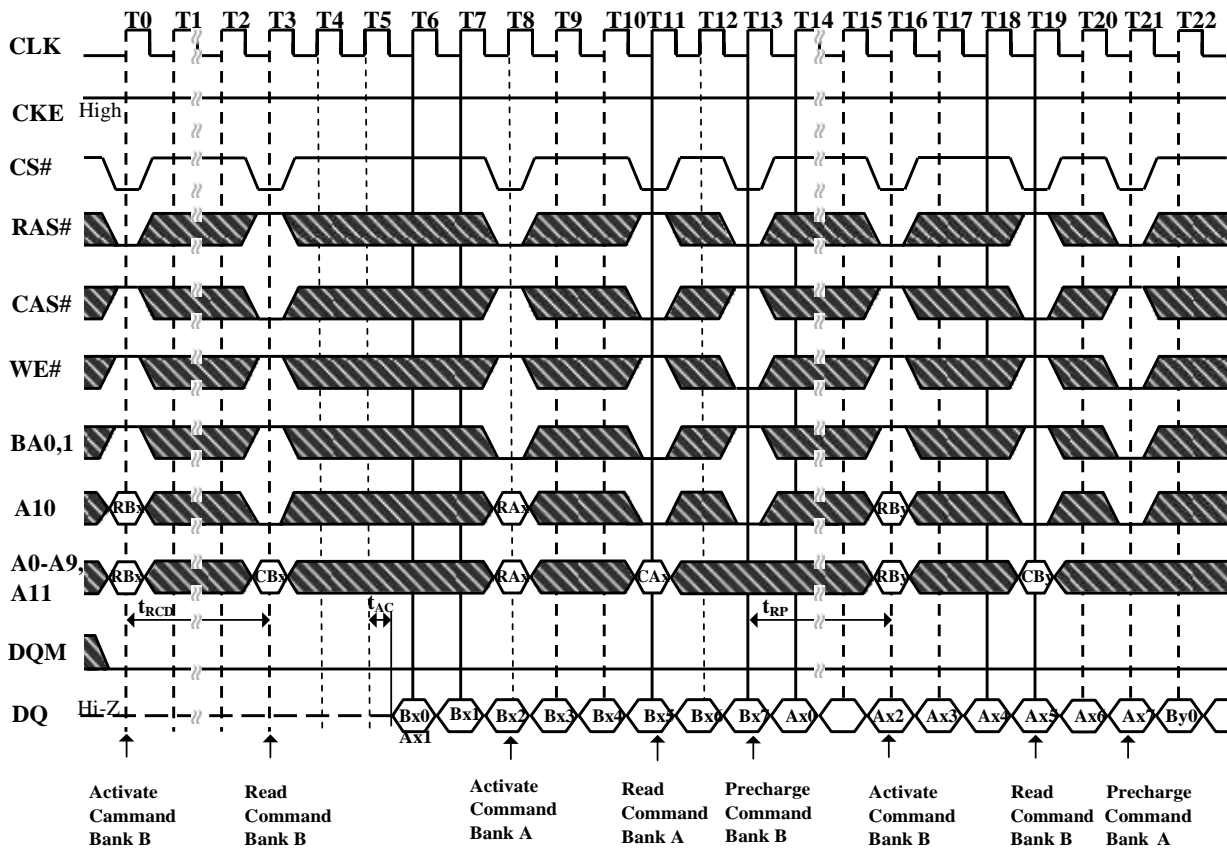 T0 T1 T2 T3 T4 T5 T6 T7 T8 T9 T10 T11 T12 T13 T14 T15 T16 T17 T18 T19 T20 T21 T22
CLK
CKE High
CS#
RAS#
CAS#
WE#
BA0,1
A10 RBx RAx RBy
A0-A9,
A11 RBx CBx RAx CAx RBy CBy
tRCD tAC tRP
DQM
DQ Hi-Z Bx0 Bx1 Bx2 Bx3 Bx4 Bx5 Bx6 Bx7 Ax0 Ax2 Ax3 Ax4 Ax5 Ax6 Ax7 By0
Ax1
Activate
Cammand
Bank B
Read
Command
Bank B
Activate
Command
Bank A
Read
Command
Bank A
Precharge
Command
Bank B
Activate
Command
Bank B
Read
Command
Bank B
Precharge
Command
Bank A